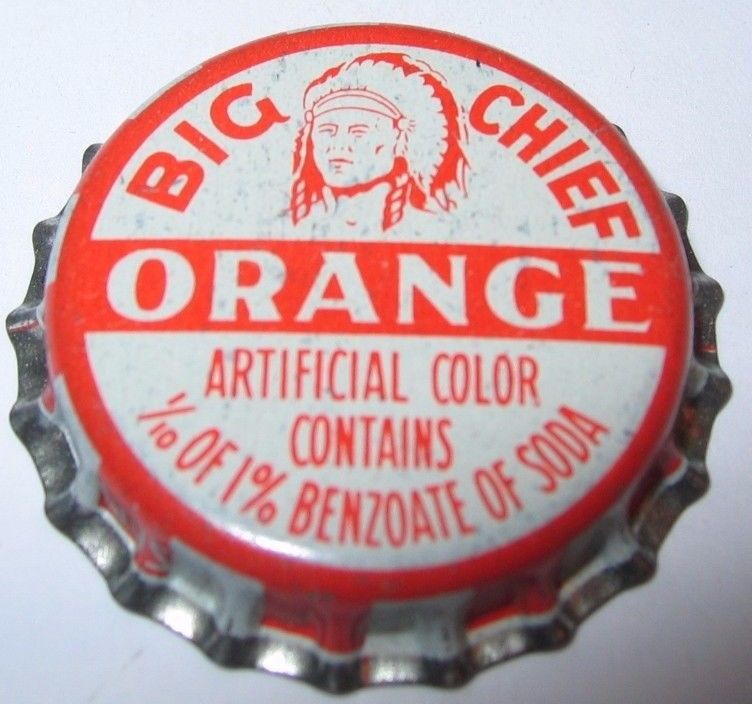 BIG CHIEF
ORANGE
ARTIFICIAL COLOR
CONTAINS
1/10 OF 1% BENZOATE OF SODA